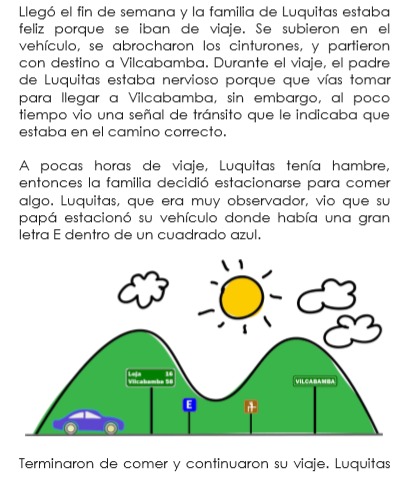 Llegó el fin de semana y la familia de Luquitas estaba
feliz porque se iban de viaje. Se subieron en el
vehículo, se abrocharon los cinturones, y partieron
con destino a Vilcabamba. Durante el viaje, el padre
de Luquitas estaba nervioso porque que vías tomar
para llegar a Vilcabamba, sin embargo, al poco
tiempo vio una señal de tránsito que le indicaba que
estaba en el camino correcto.
A pocas horas de viaje, Luquitas tenía hambre,
entonces la familia decidió estacionarse para comer
algo. Luquitas, que era muy observador, vio que su
papá estacionó su vehículo donde había una gran
letra E dentro de un cuadrado azul.
Loja 16
Vilcabamba 58
VILCABAMBA
E
Terminaron de comer y continuaron su viaje. Luquitas